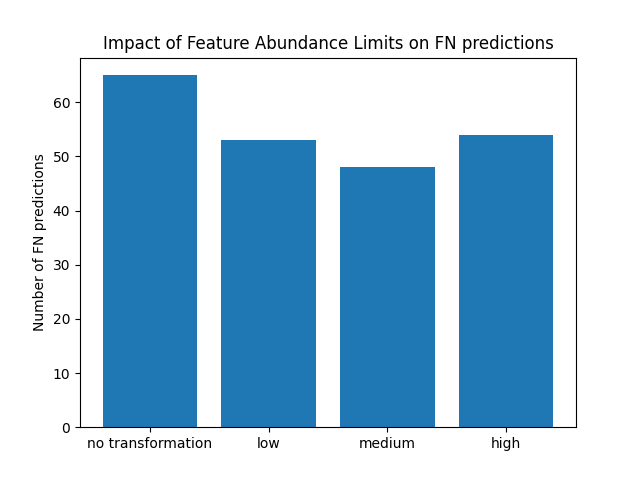 Impact of Feature Abundance Limits on FN predictions
Number of FN predictions
60
50
40
30
20
10
0
no transformation
low
medium
high